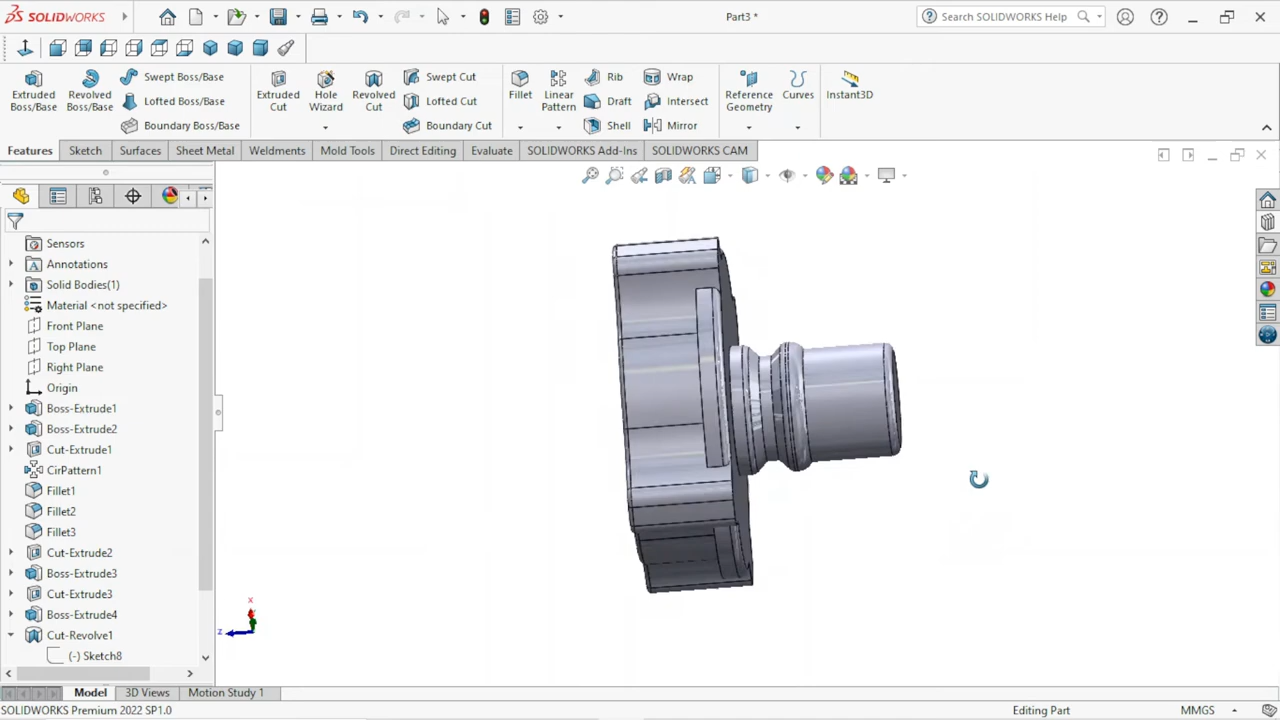 SOLIDWORKS
Part3 *
Search SOLIDWORKS Help
Extruded Boss/Base
Revolved Boss/Base
Swept Boss/Base
Lofted Boss/Base
Boundary Boss/Base
Extruded Cut
Hole Wizard
Revolved Cut
Swept Cut
Lofted Cut
Boundary Cut
Fillet
Linear Pattern
Rib
Draft
Shell
Wrap
Intersect
Mirror
Reference Geometry
Curves
Instant3D
Features
Sketch
Surfaces
Sheet Metal
Weldments
Mold Tools
Direct Editing
Evaluate
SOLIDWORKS Add-Ins
SOLIDWORKS CAM
Sensors
Annotations
Solid Bodies(1)
Material <not specified>
Front Plane
Top Plane
Right Plane
Origin
Boss-Extrude1
Boss-Extrude2
Cut-Extrude1
CirPattern1
Fillet1
Fillet2
Fillet3
Cut-Extrude2
Boss-Extrude3
Cut-Extrude3
Boss-Extrude4
Cut-Revolve1
(-) Sketch8
x
z
Model
3D Views
Motion Study 1
SOLIDWORKS Premium 2022 SP1.0
Editing Part
MMGS